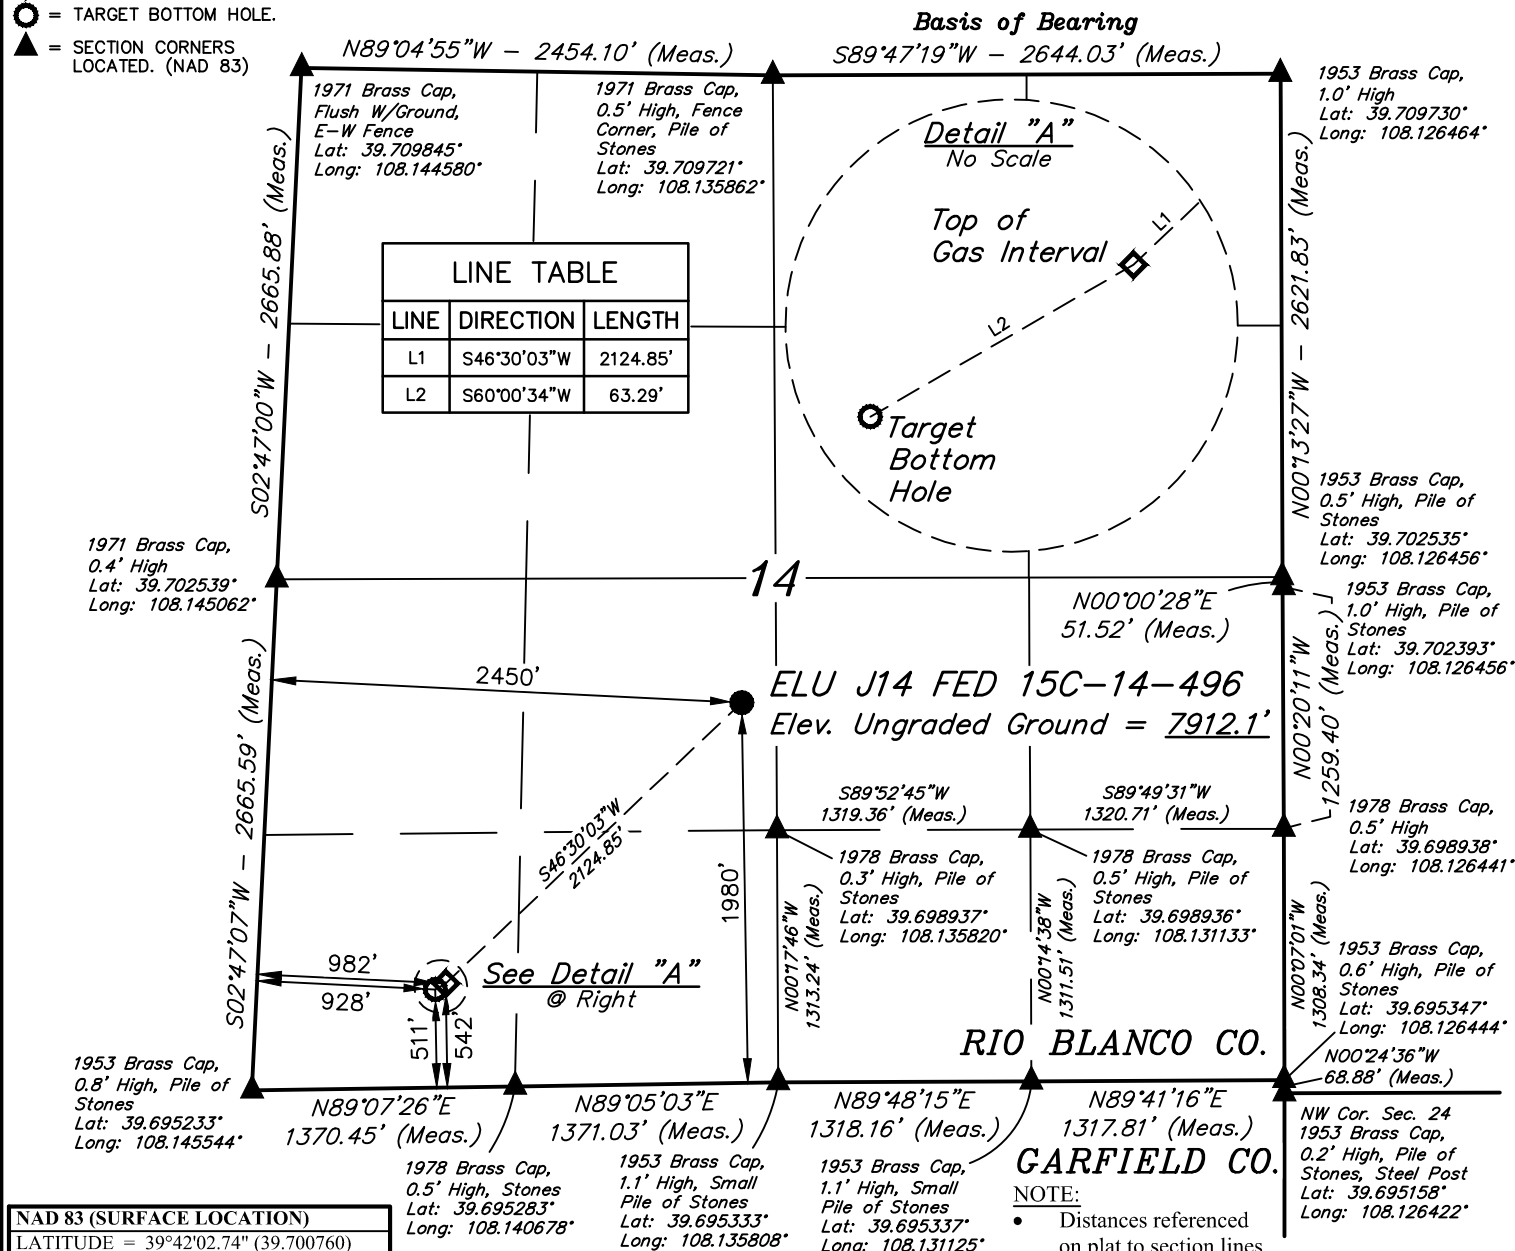 = TARGET BOTTOM HOLE.
= SECTION CORNERS
LOCATED. (NAD 83)
Basis of Bearing
N89°04'55"W - 2454.10' (Meas.)
S89°47'19"W - 2644.03' (Meas.)
1971 Brass Cap,
Flush W/Ground,
E-W Fence
Lat: 39.709845°
Long: 108.144580°
1971 Brass Cap,
0.5' High, Fence
Corner, Pile of
Stones
Lat: 39.709721°
Long: 108.135862°
1953 Brass Cap,
1.0' High
Lat: 39.709730°
Long: 108.126464°
Detail "A"
No Scale
Top of
Gas Interval
L1
L2
Target
Bottom
Hole
LINE TABLE
LINE DIRECTION LENGTH
L1 S46°30'03"W 2124.85'
L2 S60°00'34"W 63.29'
S02°47'00"W - 2665.88' (Meas.)
N00°13'27"W - 2621.83' (Meas.)
1953 Brass Cap,
0.5' High, Pile of
Stones
Lat: 39.702535°
Long: 108.126456°
1971 Brass Cap,
0.4' High
Lat: 39.702539°
Long: 108.145062°
14
N00°00'28"E
51.52' (Meas.)
1953 Brass Cap,
1.0' High, Pile of
Stones
Lat: 39.702393°
Long: 108.126456°
2450'
ELU J14 FED 15C-14-496
Elev. Ungraded Ground = 7912.1'
S02°47'07"W - 2665.59' (Meas.)
N00°20'11"W
1259.40' (Meas.)
S89°52'45"W
1319.36' (Meas.)
S89°49'31"W
1320.71' (Meas.)
1978 Brass Cap,
0.5' High
Lat: 39.698938°
Long: 108.126441°
S46°30'03"W
2124.85'
1980'
1978 Brass Cap,
0.3' High, Pile of
Stones
Lat: 39.698937°
Long: 108.135820°
1978 Brass Cap,
0.5' High, Pile of
Stones
Lat: 39.698936°
Long: 108.131133°
N00°17'46"W
1313.24' (Meas.)
N00°14'38"W
1311.51' (Meas.)
N00°07'01"W
1308.34' (Meas.)
1953 Brass Cap,
0.6' High, Pile of
Stones
Lat: 39.695347°
Long: 108.126444°
982'
928'
511'
542'
See Detail "A"
@ Right
RIO BLANCO CO.
N00°24'36"W
68.88' (Meas.)
1953 Brass Cap,
0.8' High, Pile of
Stones
Lat: 39.695233°
Long: 108.145544°
N89°07'26"E
1370.45' (Meas.)
N89°05'03"E
1371.03' (Meas.)
N89°48'15"E
1318.16' (Meas.)
N89°41'16"E
1317.81' (Meas.)
NW Cor. Sec. 24
1953 Brass Cap,
0.2' High, Pile of
Stones, Steel Post
Lat: 39.695158°
Long: 108.126422°
1978 Brass Cap,
0.5' High, Stones
Lat: 39.695283°
Long: 108.140678°
1953 Brass Cap,
1.1' High, Small
Pile of Stones
Lat: 39.695333°
Long: 108.135808°
1953 Brass Cap,
1.1' High, Small
Pile of Stones
Lat: 39.695337°
Long: 108.131125°
GARFIELD CO.
NOTE:
• Distances referenced
on plat to section lines
NAD 83 (SURFACE LOCATION)
LATITUDE = 39°42'02.74" (39.700760)